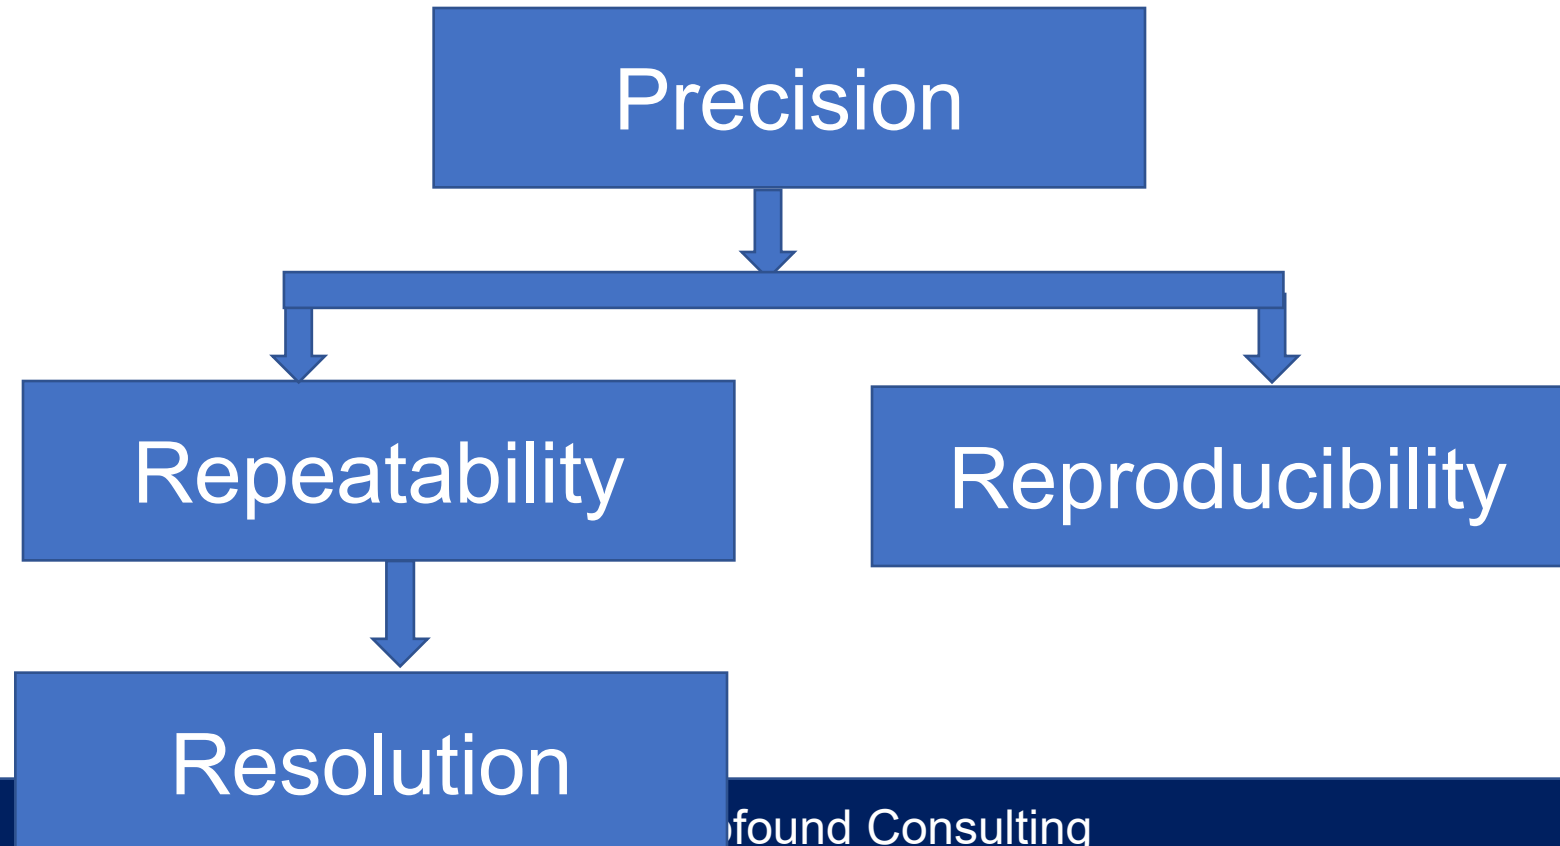 Precision
Repeatability
Reproducibility
Resolution
found Consulting